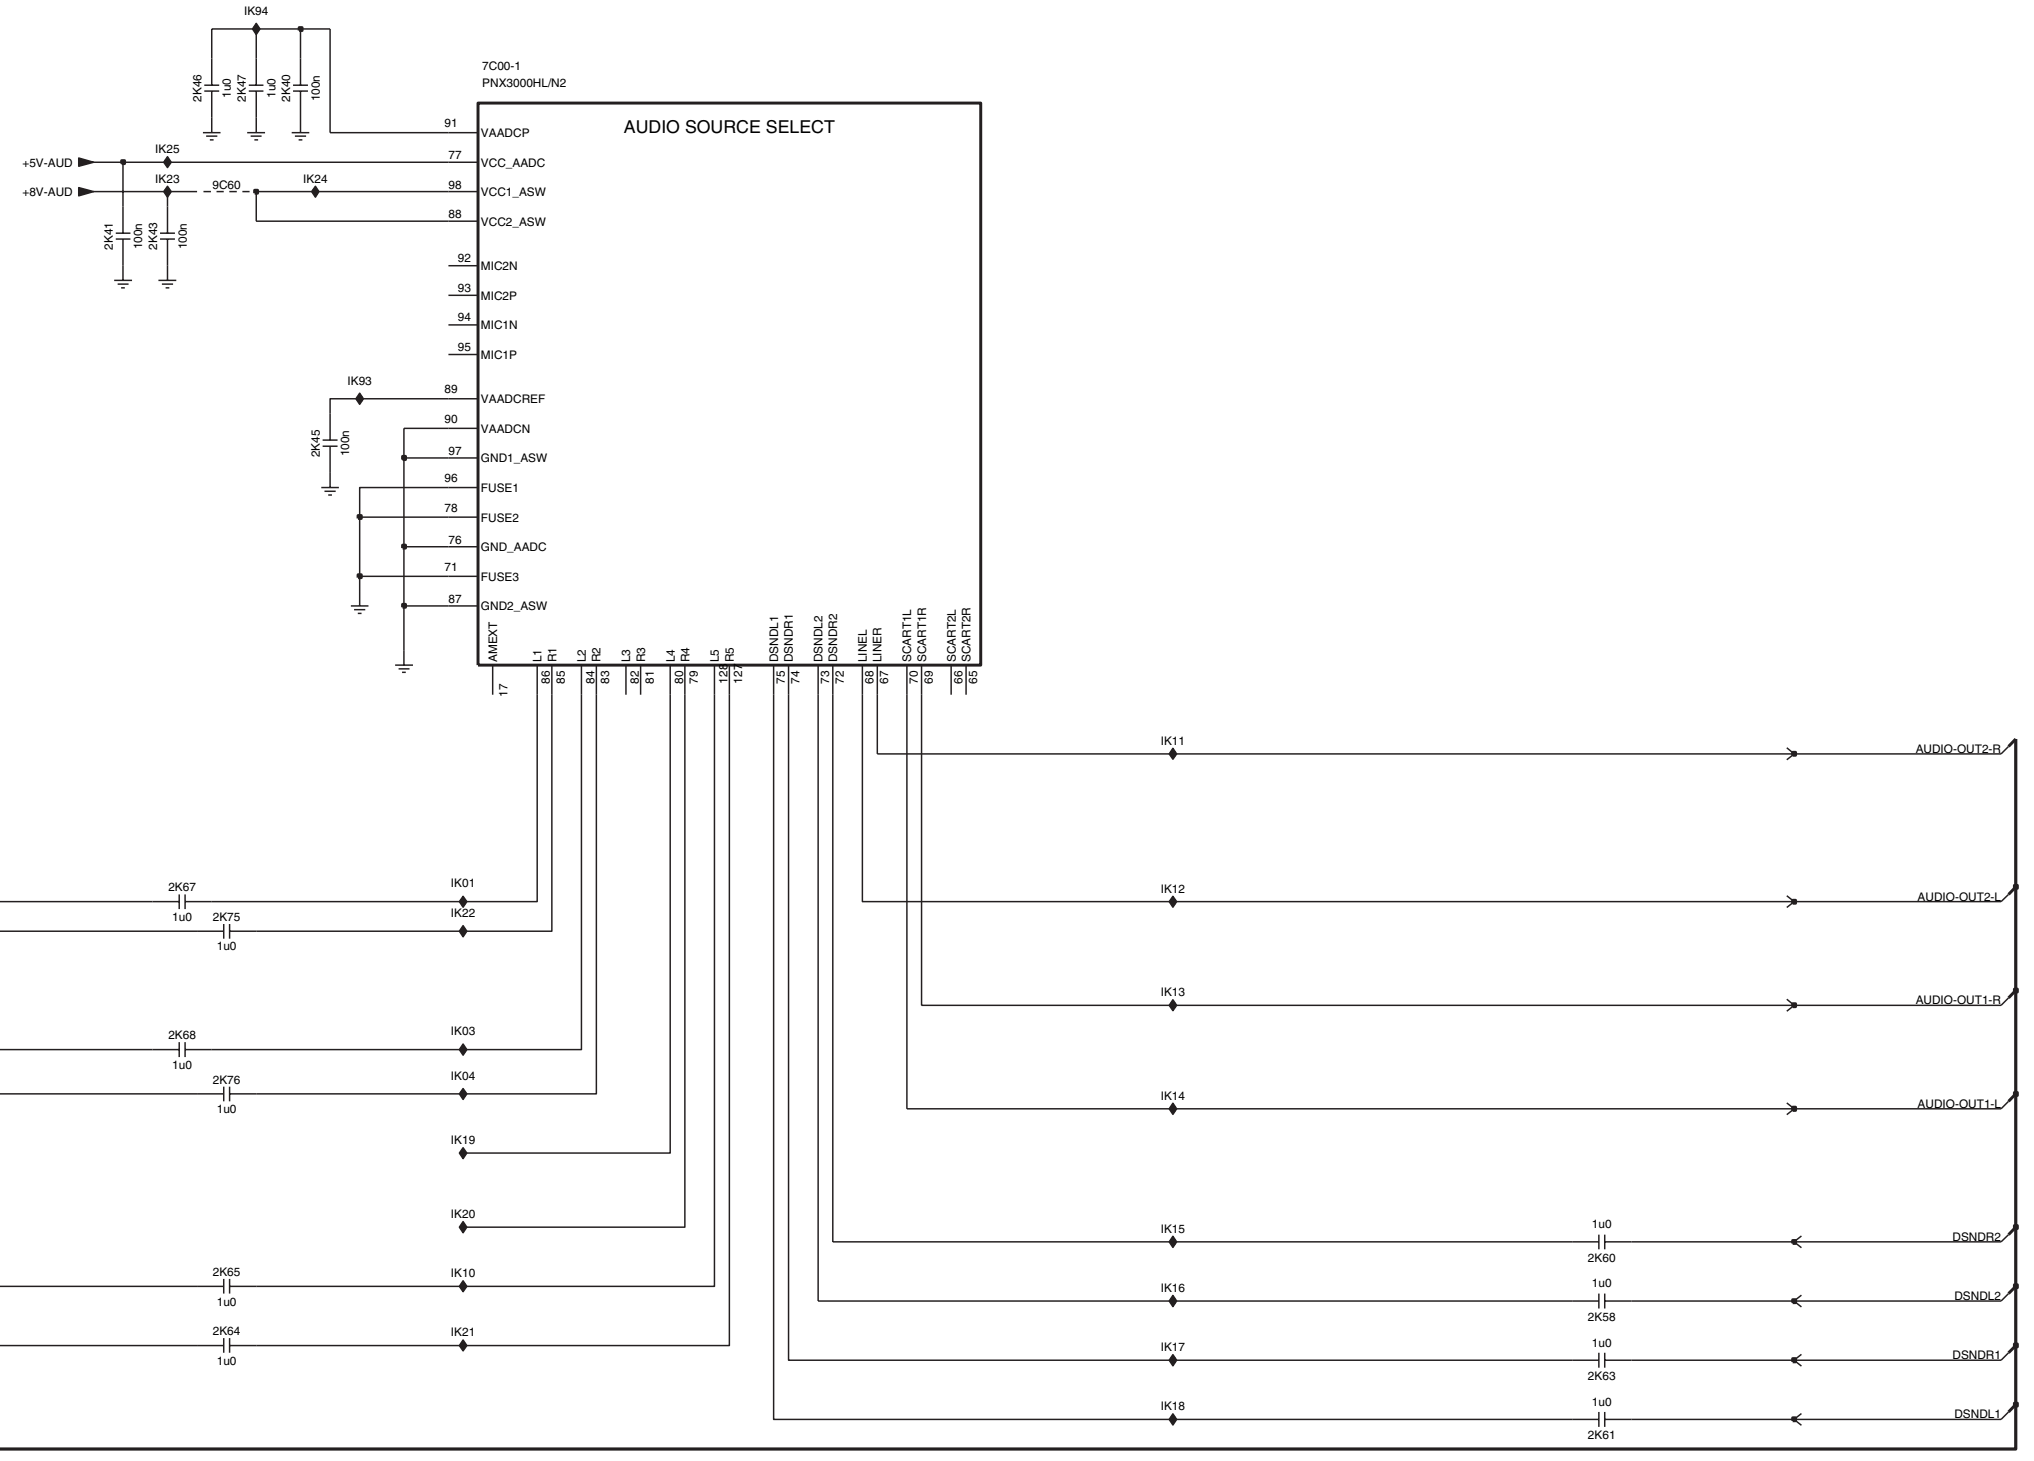 IK94
2K46
1u0
2K47
1u0
2K40
100n
7C00-1
PNX3000HL/N2
AUDIO SOURCE SELECT
91
VAADCP
+5V-AUD
IK25
77
VCC_AADC
+8V-AUD
IK23
9C60
IK24
98
VCC1_ASW
88
VCC2_ASW
2K41
100n
2K43
100n
92
MIC2N
93
MIC2P
94
MIC1N
95
MIC1P
IK93
89
VAADCREF
2K45
100n
90
VAADCN
97
GND1_ASW
96
FUSE1
78
FUSE2
76
GND_AADC
71
FUSE3
87
GND2_ASW
AMEXT
L1
R1
L2
R2
L3
R3
L4
R4
L5
R5
DSNDL1
DSNDR1
DSNDL2
DSNDR2
LINEL
LINER
SCART1L
SCART1R
SCART2L
SCART2R
17
86
85
84
83
82
81
80
79
128
127
75
74
73
72
68
67
70
69
66
65
IK11
AUDIO-OUT2-R
2K67
1u0
IK01
IK12
AUDIO-OUT2-L
2K75
1u0
IK22
IK13
AUDIO-OUT1-R
2K68
1u0
IK03
2K76
1u0
IK04
IK14
AUDIO-OUT1-L
IK19
IK20
IK15
1u0
2K60
DSNDR2
2K65
1u0
IK10
IK16
1u0
2K58
DSNDL2
2K64
1u0
IK21
IK17
1u0
2K63
DSNDR1
IK18
1u0
2K61
DSNDL1